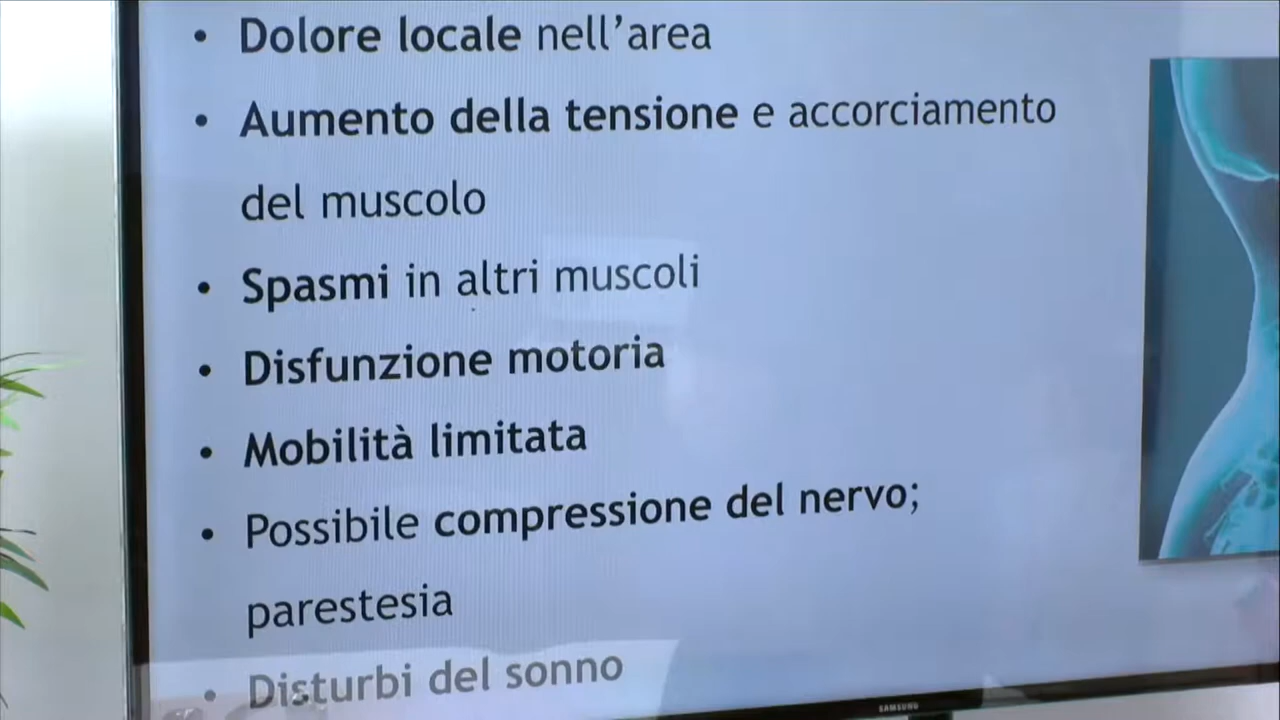 • Dolore locale nell’area
• Aumento della tensione e accorciamento
del muscolo
• Spasmi in altri muscoli
• Disfunzione motoria
• Mobilità limitata
• Possibile compressione del nervo;
parestesia
• Disturbi del sonno
SAMSUNG